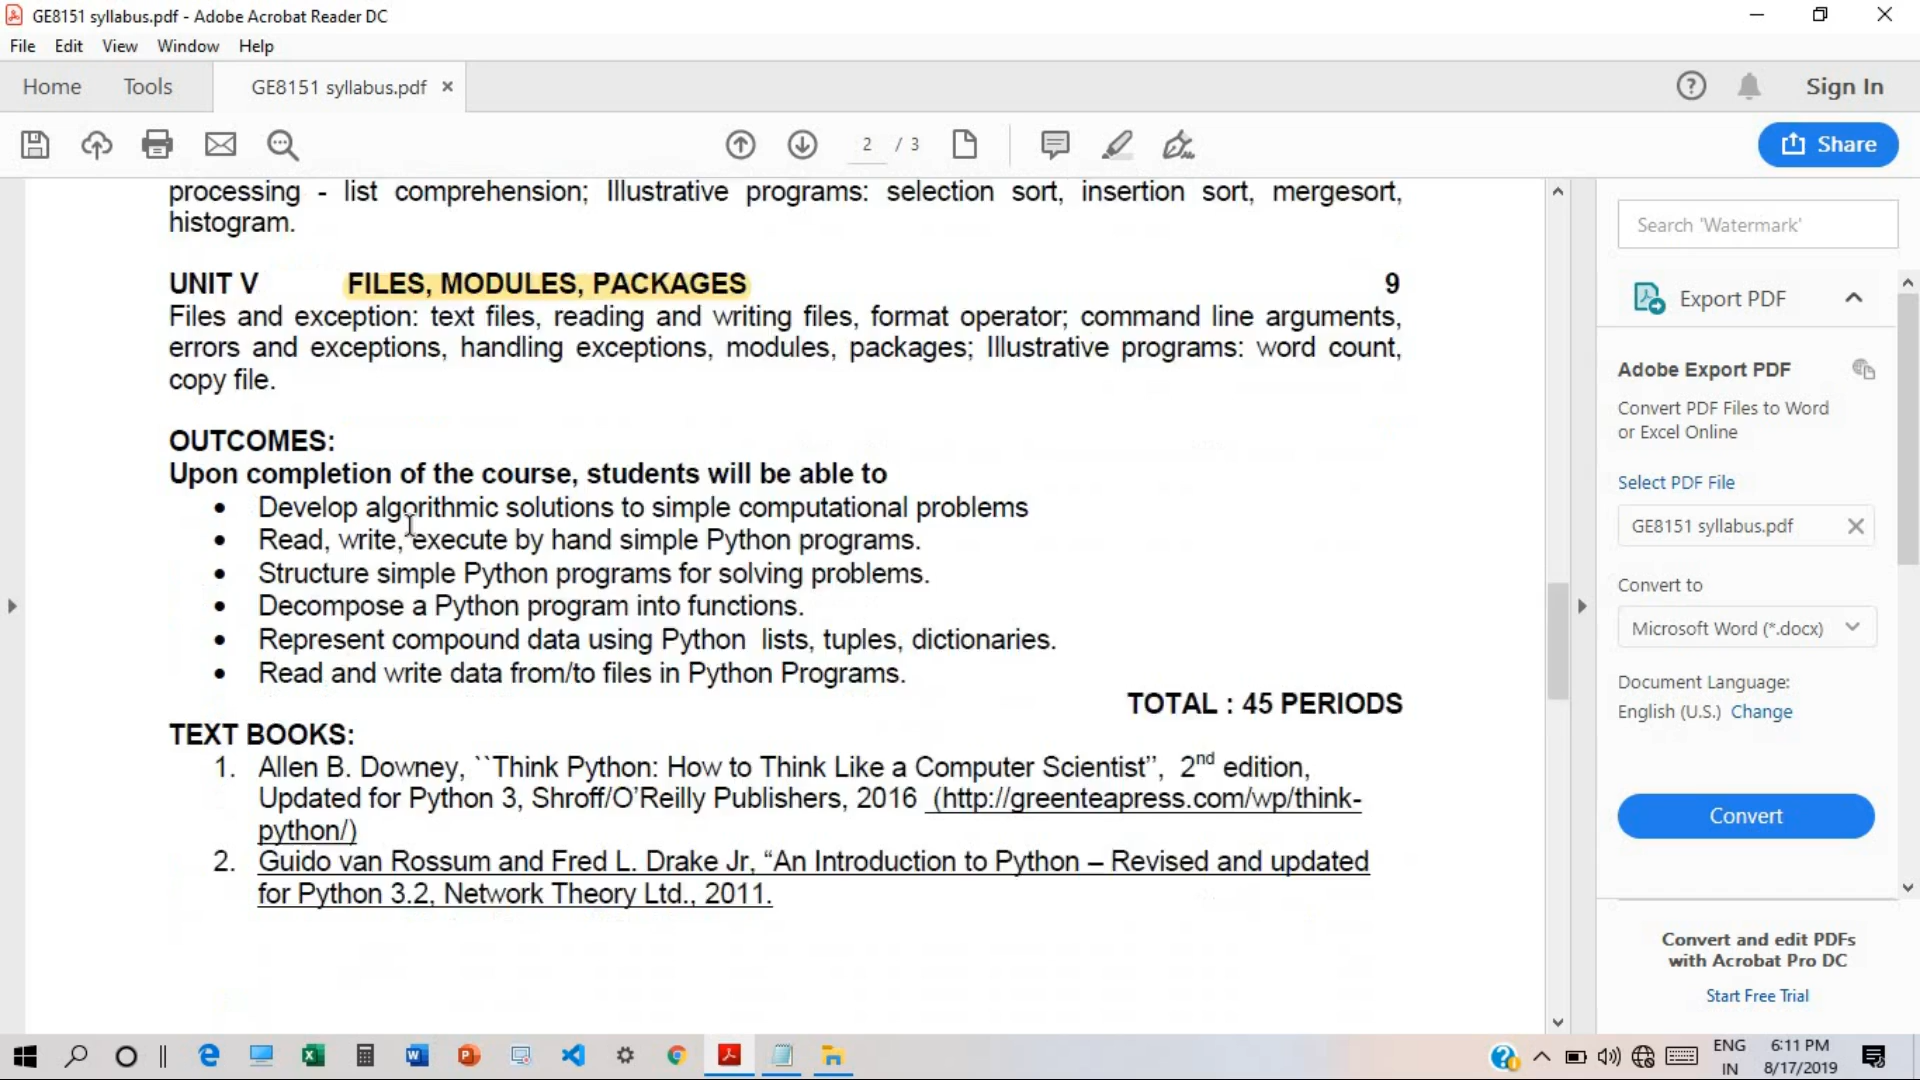 GE8151 syllabus.pdf - Adobe Acrobat Reader DC
File Edit View Window Help
Home Tools GE8151 syllabus.pdf × Sign In
2 / 3 Share
processing - list comprehension; Illustrative programs: selection sort, insertion sort, mergesort,
histogram.
UNIT V FILES, MODULES, PACKAGES 9
Files and exception: text files, reading and writing files, format operator; command line arguments,
errors and exceptions, handling exceptions, modules, packages; Illustrative programs: word count,
copy file.
OUTCOMES:
Upon completion of the course, students will be able to
• Develop algorithmic solutions to simple computational problems
• Read, write, execute by hand simple Python programs.
• Structure simple Python programs for solving problems.
• Decompose a Python program into functions.
• Represent compound data using Python lists, tuples, dictionaries.
• Read and write data from/to files in Python Programs.
TOTAL : 45 PERIODS
TEXT BOOKS:
1. Allen B. Downey, ``Think Python: How to Think Like a Computer Scientist’’, 2nd edition,
Updated for Python 3, Shroff/O’Reilly Publishers, 2016 (http://greenteapress.com/wp/think-
python/)
2. Guido van Rossum and Fred L. Drake Jr, “An Introduction to Python – Revised and updated
for Python 3.2, Network Theory Ltd., 2011.
Search 'Watermark'
Export PDF
Adobe Export PDF
Convert PDF Files to Word
or Excel Online
Select PDF File
GE8151 syllabus.pdf
Convert to
Microsoft Word (*.docx)
Document Language:
English (U.S.) Change
Convert
Convert and edit PDFs
with Acrobat Pro DC
Start Free Trial
ENG
IN
6:11 PM
8/17/2019